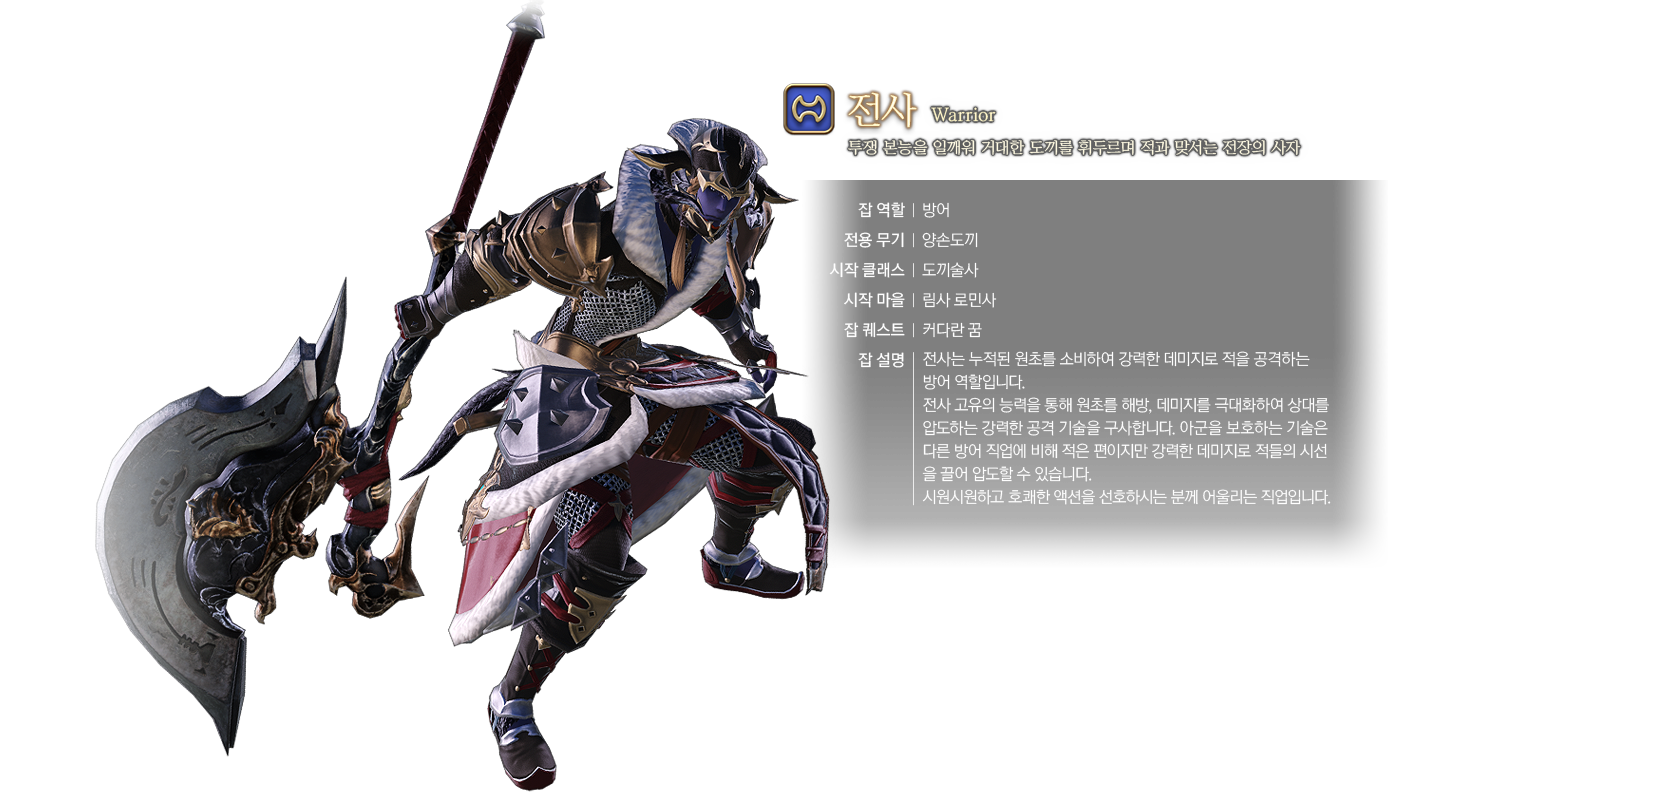 전사 Warrior
투쟁 본능을 일깨워 거대한 도끼를 휘두르며 적과 맞서는 전장의 사자
잡 역할 | 방어
전용 무기 | 양손도끼
시작 클래스 | 도끼술사
시작 마을 | 림사 로민사
잡 퀘스트 | 커다란 꿈
잡 설명 | 전사는 누적된 원초를 소비하여 강력한 데미지로 적을 공격하는
방어 역할입니다.
전사 고유의 능력을 통해 원초를 해방, 데미지를 극대화하여 상대를
압도하는 강력한 공격 기술을 구사합니다. 아군을 보호하는 기술은
다른 방어 직업에 비해 적은 편이지만 강력한 데미지로 적들의 시선
을 끌어 압도할 수 있습니다.
시원시원하고 호쾌한 액션을 선호하시는 분께 어울리는 직업입니다.